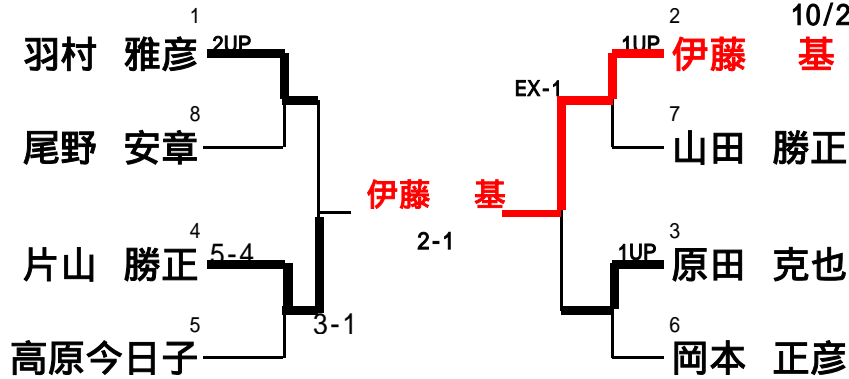 1
羽村 雅彦 2UP
8
尾野 安章
4
片山 勝正 5-4
5
高原今日子
3-1
伊藤 基
2-1
10/2
2
1UP 伊藤 基
EX-1
7
山田 勝正
3
1UP 原田 克也
6
岡本 正彦